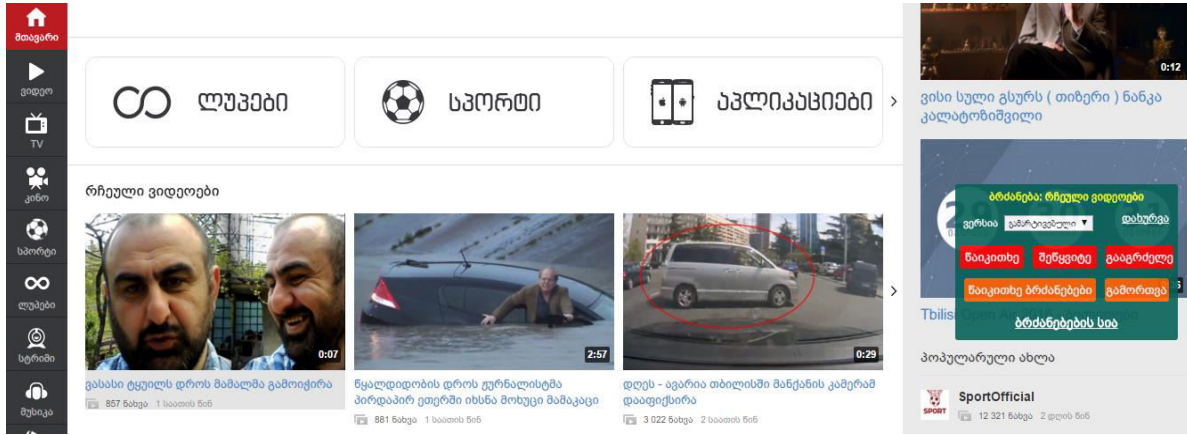 მთავარი
ვიდეო
TV
კინო
სპორტი
ლუპები
სტრიმი
მუსიკა
ლუპები
სპორტი
აპლიკაციები
რჩეული ვიდეოები
0:07
ვასასი ტყუილს დროს მამალმა გამოიჭირა
857 ნახვა 1 საათის წინ
2:57
წყალდიდობის დროს ჟურნალისტმა
პირდაპირ ეთერში იხსნა მოხუცი მამაკაცი
881 ნახვა 1 საათის წინ
0:29
დღეს - ავარია თბილისში მანქანის კამერამ
დააფიქსირა
3 022 ნახვა 2 საათის წინ
0:12
ვისი სული გსურს ( თიზერი ) ნანკა
კალატოზიშვილი
ბრძანება: რჩეული ვიდეოები
ვერსია გამარტივებული დახურვა
წაიკითხე შეწყვიტე გააგრძელე
წაიკითხე ბრძანებები გამორთვა
ბრძანებების სია
პოპულარული ახლა
SportOfficial
SPORT
12 321 ნახვა 2 დღის წინ